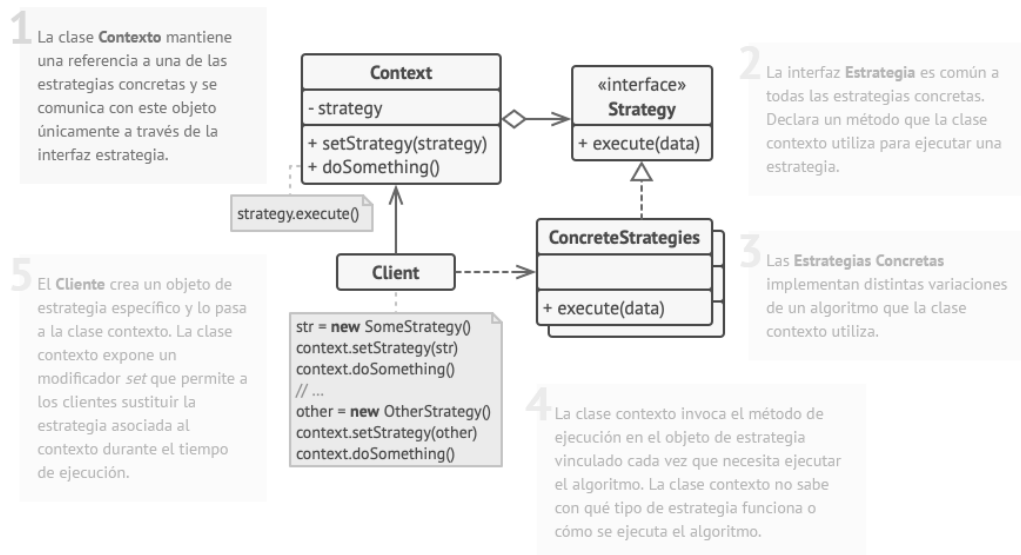 1
La clase Contexto mantiene
una referencia a una de las
estrategias concretas y se
comunica con este objeto
únicamente a través de la
interfaz estrategia.
Context
- strategy
+ setStrategy(strategy)
+ doSomething()
strategy.execute()
«interface»
Strategy
+ execute(data)
2
La interfaz Estrategia es común a
todas las estrategias concretas.
Declara un método que la clase
contexto utiliza para ejecutar una
estrategia.
ConcreteStrategies
+ execute(data)
3
Las Estrategias Concretas
implementan distintas variaciones
de un algoritmo que la clase
contexto utiliza.
Client
str = new SomeStrategy()
context.setStrategy(str)
context.doSomething()
// ...
other = new OtherStrategy()
context.setStrategy(other)
context.doSomething()
4
La clase contexto invoca el método de
ejecución en el objeto de estrategia
vinculado cada vez que necesita ejecutar
el algoritmo. La clase contexto no sabe
con qué tipo de estrategia funciona o
cómo se ejecuta el algoritmo.
5
El Cliente crea un objeto de
estrategia específico y lo pasa
a la clase contexto. La clase
contexto expone un
modificador set que permite a
los clientes sustituir la
estrategia asociada al
contexto durante el tiempo
de ejecución.